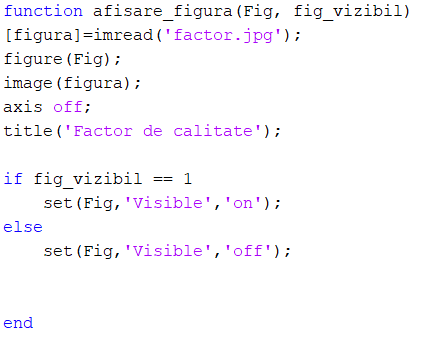 function afisare_figura(Fig, fig_vizibil)
[figura]=imread('factor.jpg');
figure(Fig);
image(figura);
axis off;
title('Factor de calitate');

if fig_vizibil == 1
    set(Fig,'Visible','on');
else
    set(Fig,'Visible','off');


end